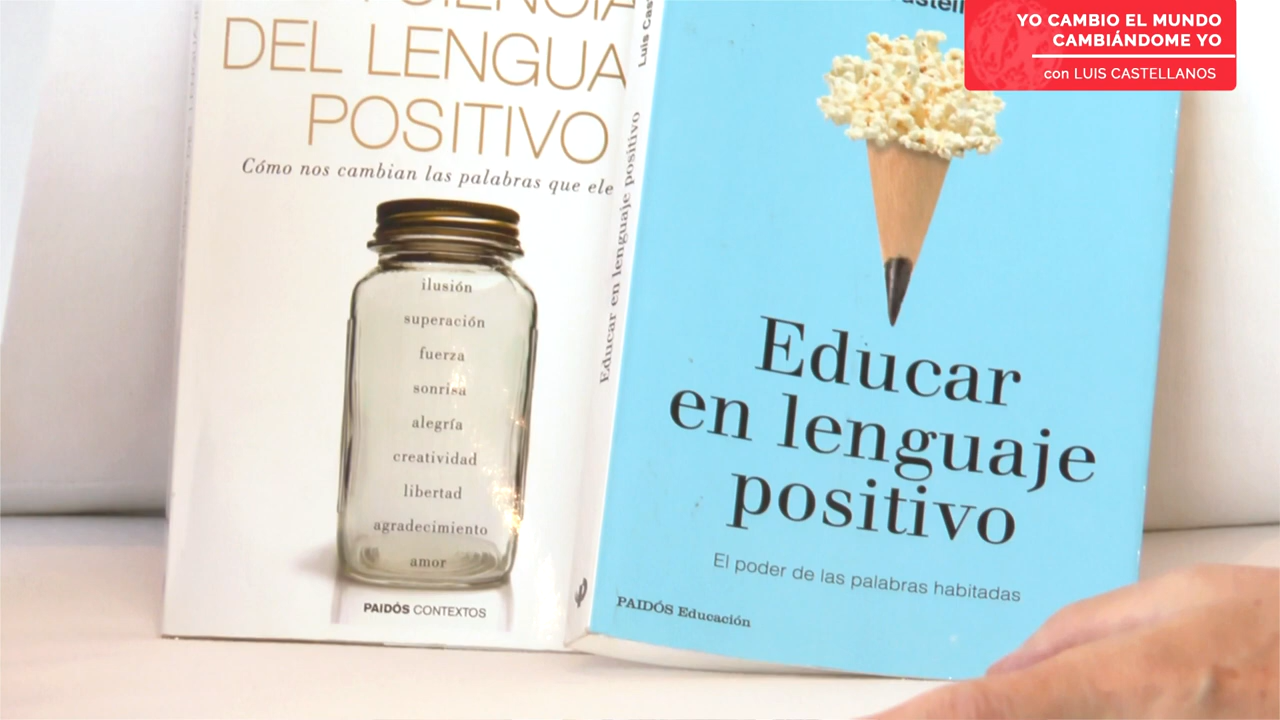 DEL LENGUA
POSITIVO
Cómo nos cambian las palabras que ele
ilusión
superación
fuerza
sonrisa
alegría
creatividad
libertad
agradecimiento
amor
PAIDÓS CONTEXTOS
Luis Cas
Educar en lenguaje positivo
Educar
en lenguaje
positivo
El poder de las palabras habitadas
PAIDÓS Educación
YO CAMBIO EL MUNDO
CAMBIÁNDOME YO
con LUIS CASTELLANOS